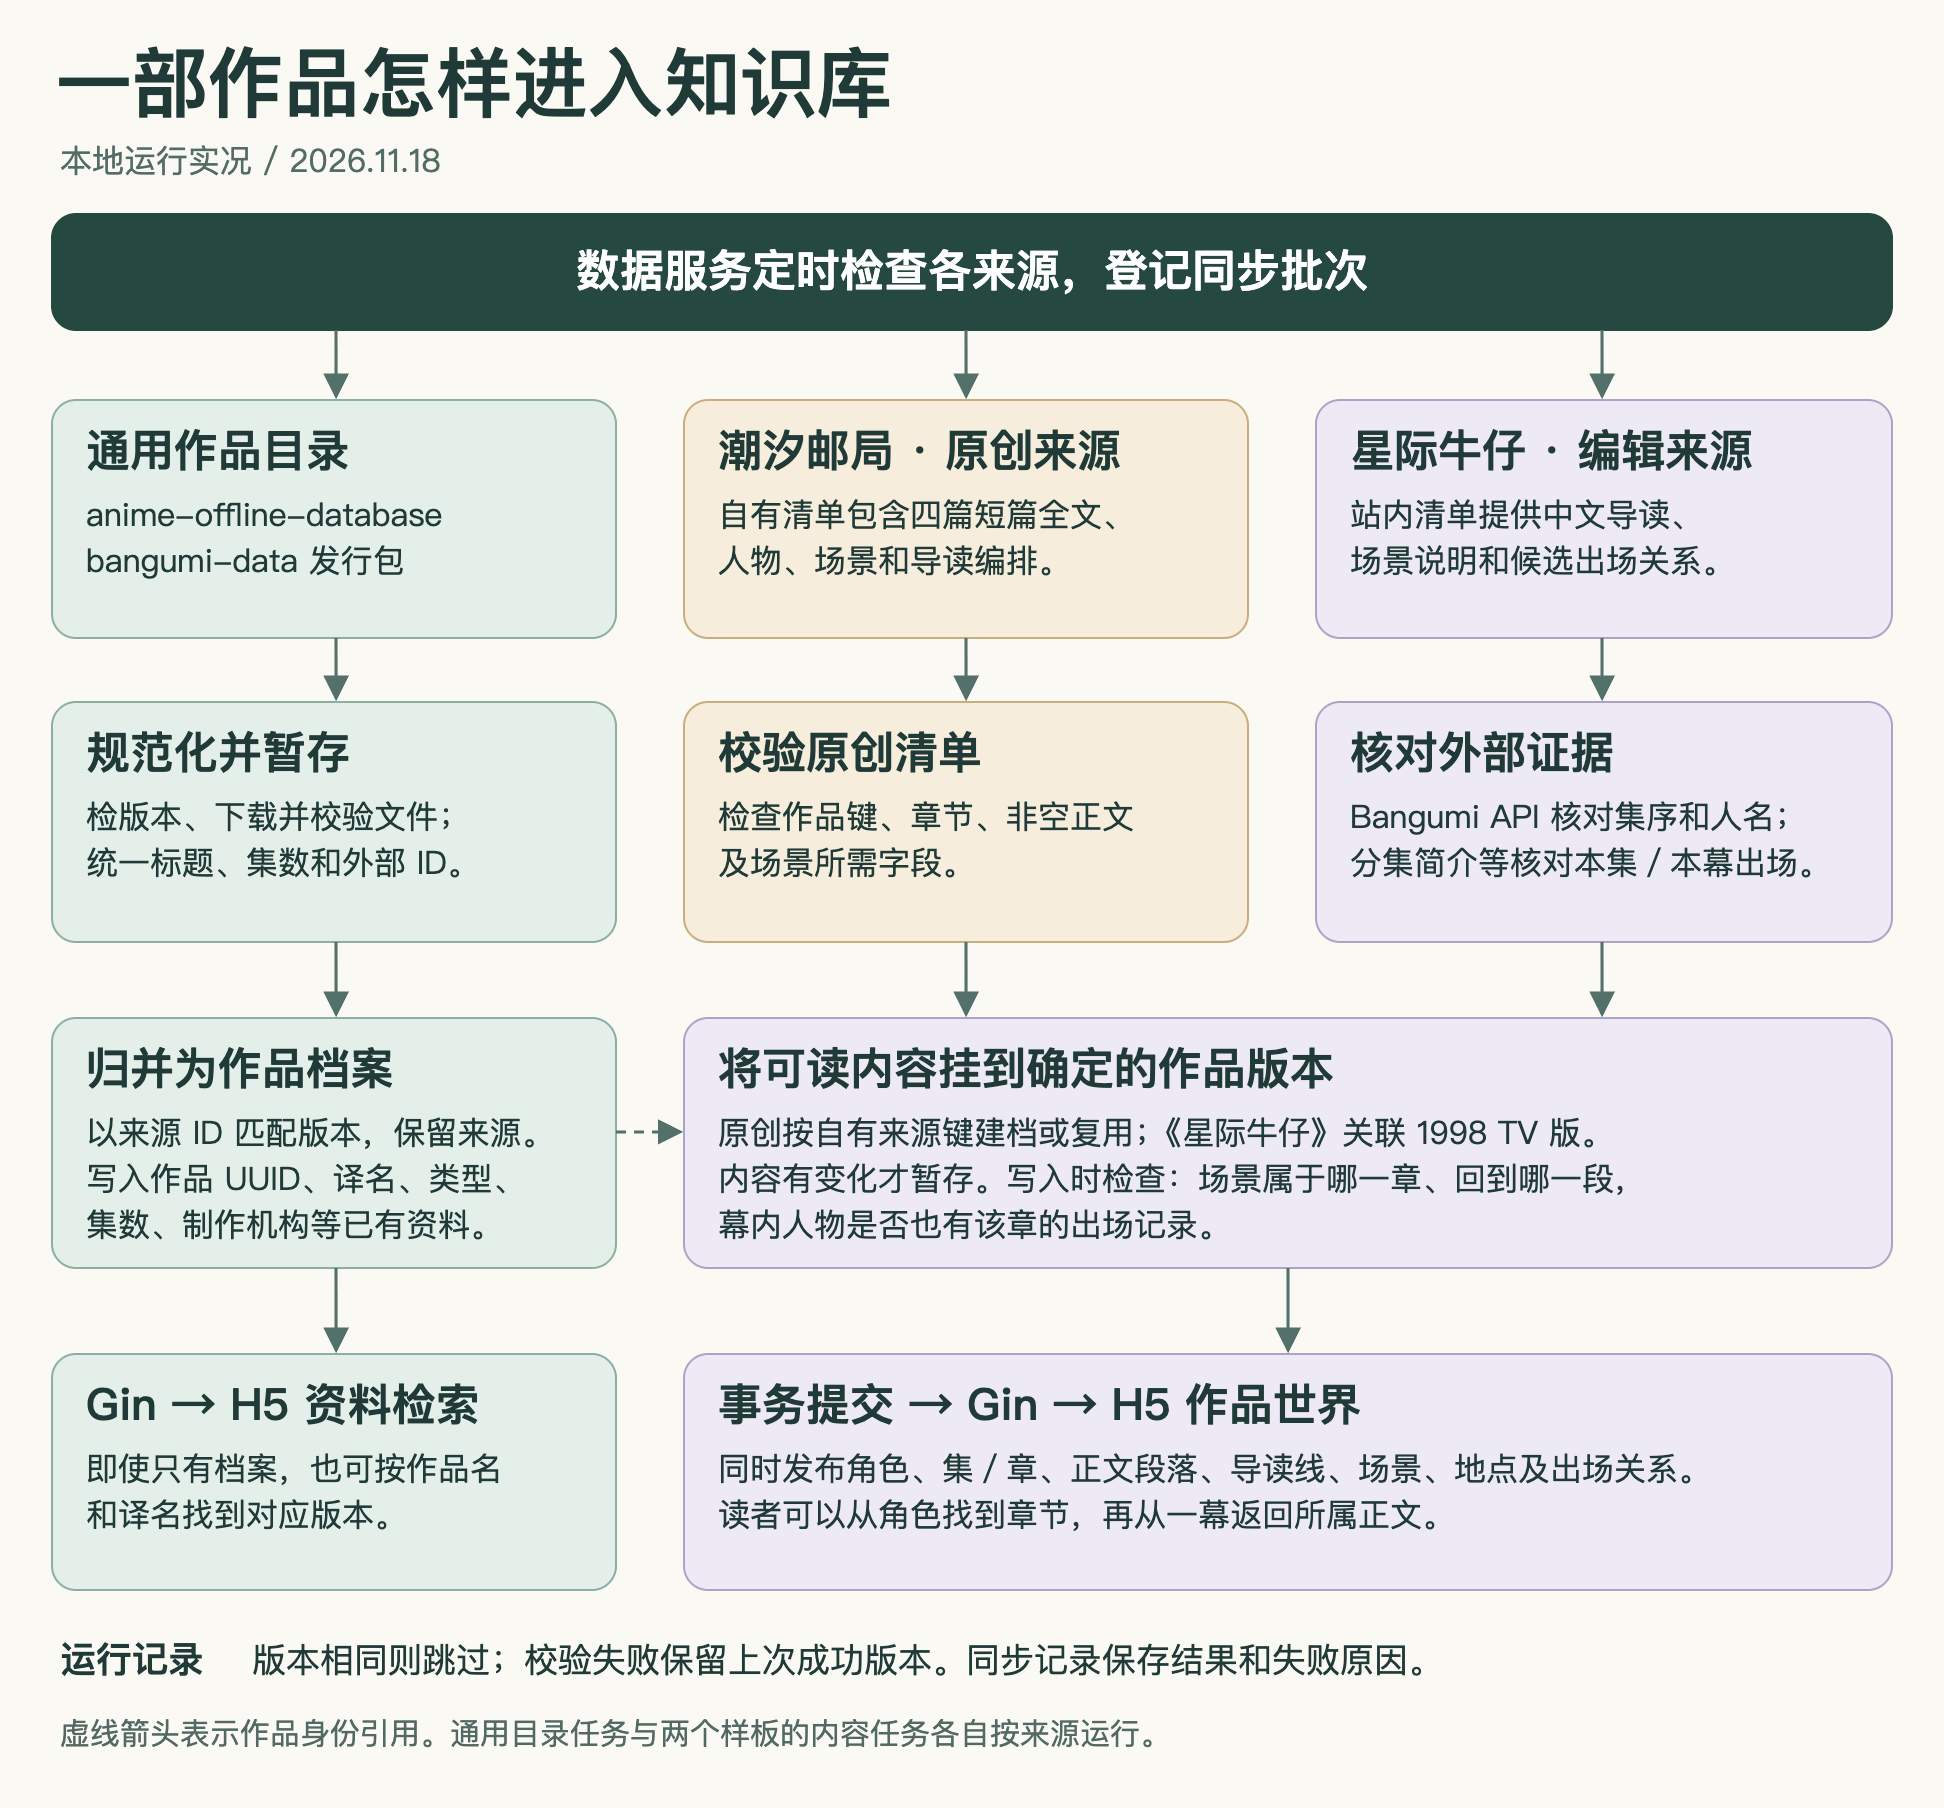 一部作品怎样进入知识库
本地运行实况 / 2026.11.18
数据服务定时检查各来源，登记同步批次
通用作品目录
anime-offline-database
bangumi-data 发行包
潮汐邮局 · 原创来源
自有清单包含四篇短篇全文、
人物、场景和导读编排。
星际牛仔 · 编辑来源
站内清单提供中文导读、
场景说明和候选出场关系。
规范化并暂存
检版本、下载并校验文件；
统一标题、集数和外部 ID。
校验原创清单
检查作品键、章节、非空正文
及场景所需字段。
核对外部证据
Bangumi API 核对集序和人名；
分集简介等核对本集 / 本幕出场。
归并为作品档案
以来源 ID 匹配版本，保留来源。
写入作品 UUID、译名、类型、
集数、制作机构等已有资料。
将可读内容挂到确定的作品版本
原创按自有来源键建档或复用；《星际牛仔》关联 1998 TV 版。
内容有变化才暂存。写入时检查：场景属于哪一章、回到哪一段，
幕内人物是否也有该章的出场记录。
Gin → H5 资料检索
即使只有档案，也可按作品名
和译名找到对应版本。
事务提交 → Gin → H5 作品世界
同时发布角色、集 / 章、正文段落、导读线、场景、地点及出场关系。
读者可以从角色找到章节，再从一幕返回所属正文。
运行记录 版本相同则跳过；校验失败保留上次成功版本。同步记录保存结果和失败原因。
虚线箭头表示作品身份引用。通用目录任务与两个样板的内容任务各自按来源运行。